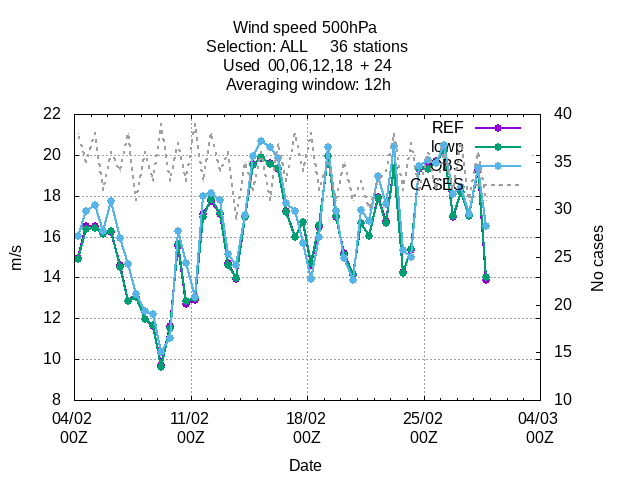 Wind speed 500hPa
Selection: ALL 36 stations
Used 00,06,12,18 + 24
Averaging window: 12h
22
20
18
16
14
12
10
8
m/s
40
35
30
25
20
15
10
No cases
REF
lowp
OBS
CASES
04/02 11/02 18/02 25/02 04/03
00Z 00Z 00Z 00Z 00Z
Date